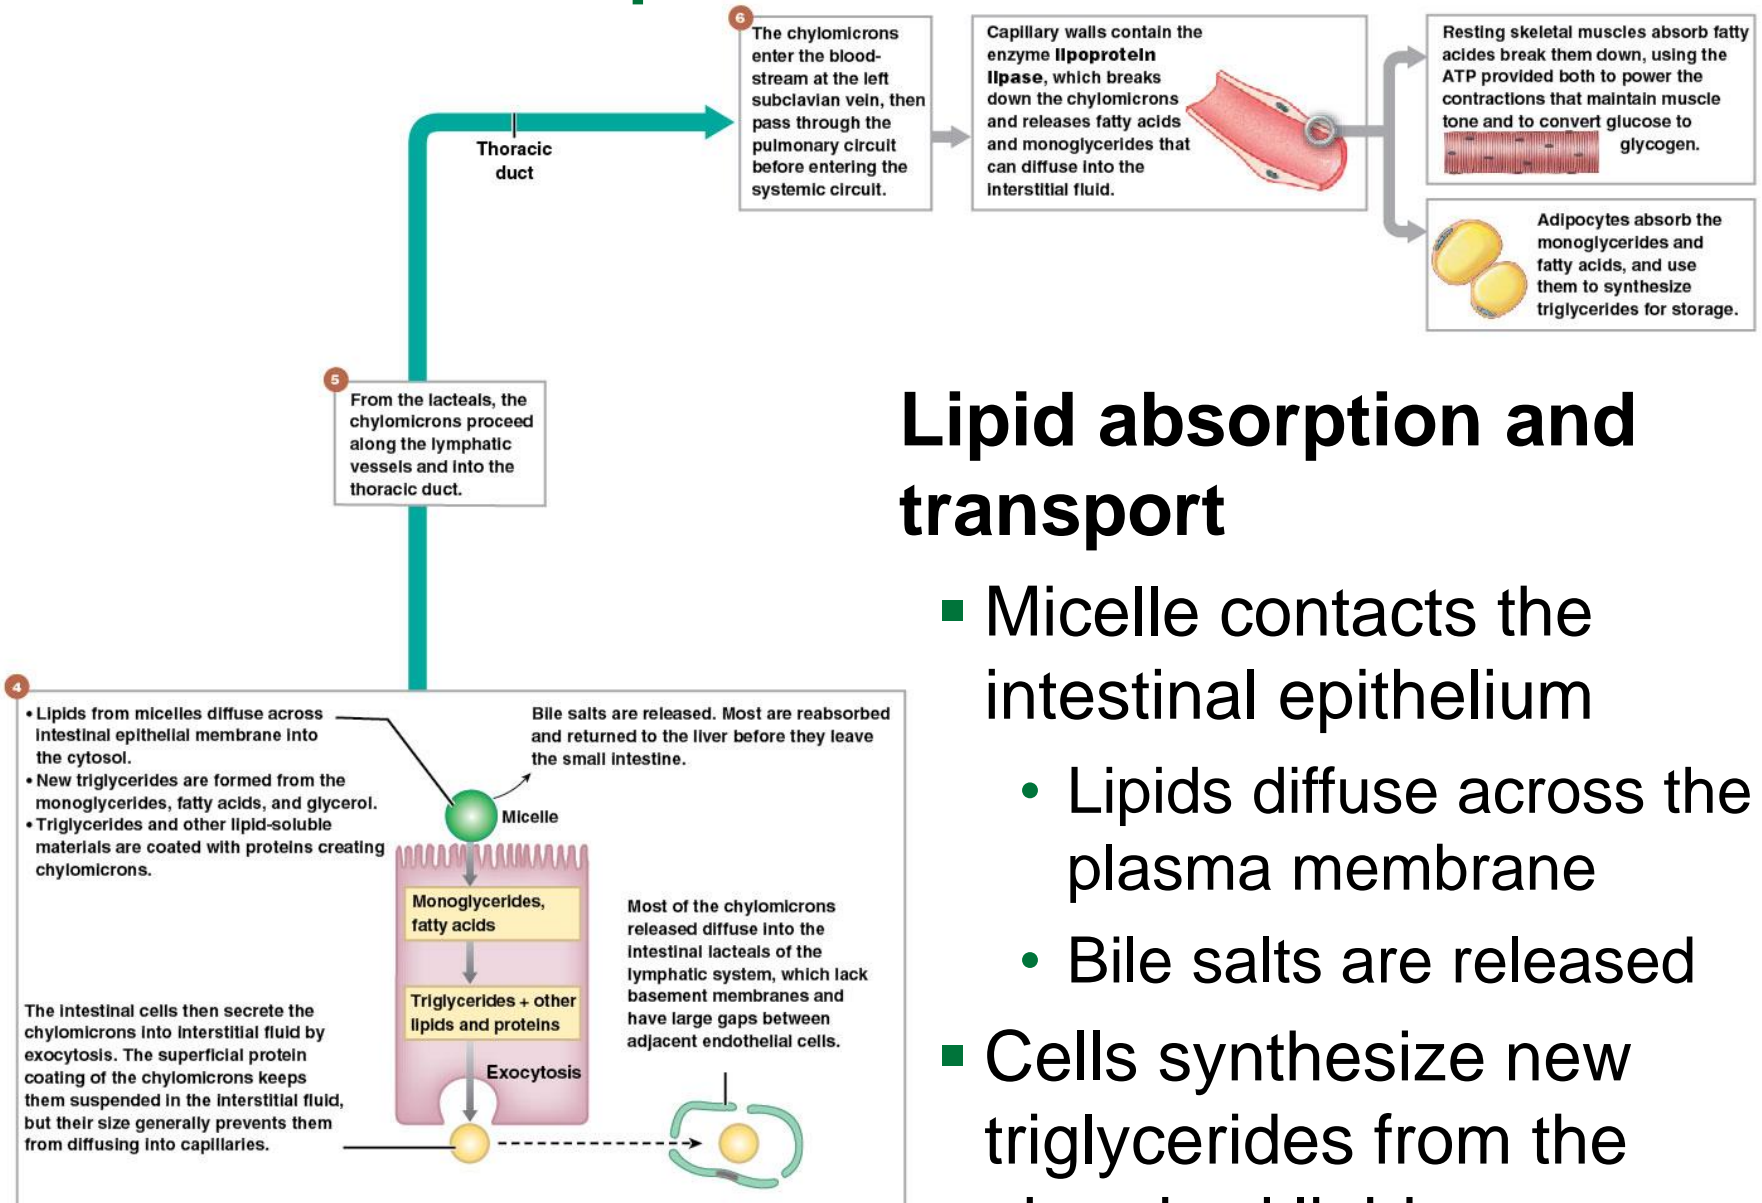 6
The chylomicrons
enter the blood-
stream at the left
subclavian vein, then
pass through the
pulmonary circuit
before entering the
systemic circuit.
Capillary walls contain the
enzyme lipoprotein
lipase, which breaks
down the chylomicrons
and releases fatty acids
and monoglycerides that
can diffuse into the
interstitial fluid.
Resting skeletal muscles absorb fatty
acides break them down, using the
ATP provided both to power the
contractions that maintain muscle
tone and to convert glucose to
glycogen.
Adipocytes absorb the
monoglycerides and
fatty acids, and use
them to synthesize
triglycerides for storage.
Thoracic
duct
5
From the lacteals, the
chylomicrons proceed
along the lymphatic
vessels and into the
thoracic duct.
4
• Lipids from micelles diffuse across
intestinal epithelial membrane into
the cytosol.
• New triglycerides are formed from the
monoglycerides, fatty acids, and glycerol.
• Triglycerides and other lipid-soluble
materials are coated with proteins creating
chylomicrons.
Bile salts are released. Most are reabsorbed
and returned to the liver before they leave
the small intestine.
Micelle
Monoglycerides,
fatty acids
Triglycerides + other
lipids and proteins
Exocytosis
The intestinal cells then secrete the
chylomicrons into interstitial fluid by
exocytosis. The superficial protein
coating of the chylomicrons keeps
them suspended in the interstitial fluid,
but their size generally prevents them
from diffusing into capillaries.
Most of the chylomicrons
released diffuse into the
intestinal lacteals of the
lymphatic system, which lack
basement membranes and
have large gaps between
adjacent endothelial cells.
Lipid absorption and
transport
▪ Micelle contacts the
intestinal epithelium
• Lipids diffuse across the
plasma membrane
• Bile salts are released
▪ Cells synthesize new
triglycerides from the